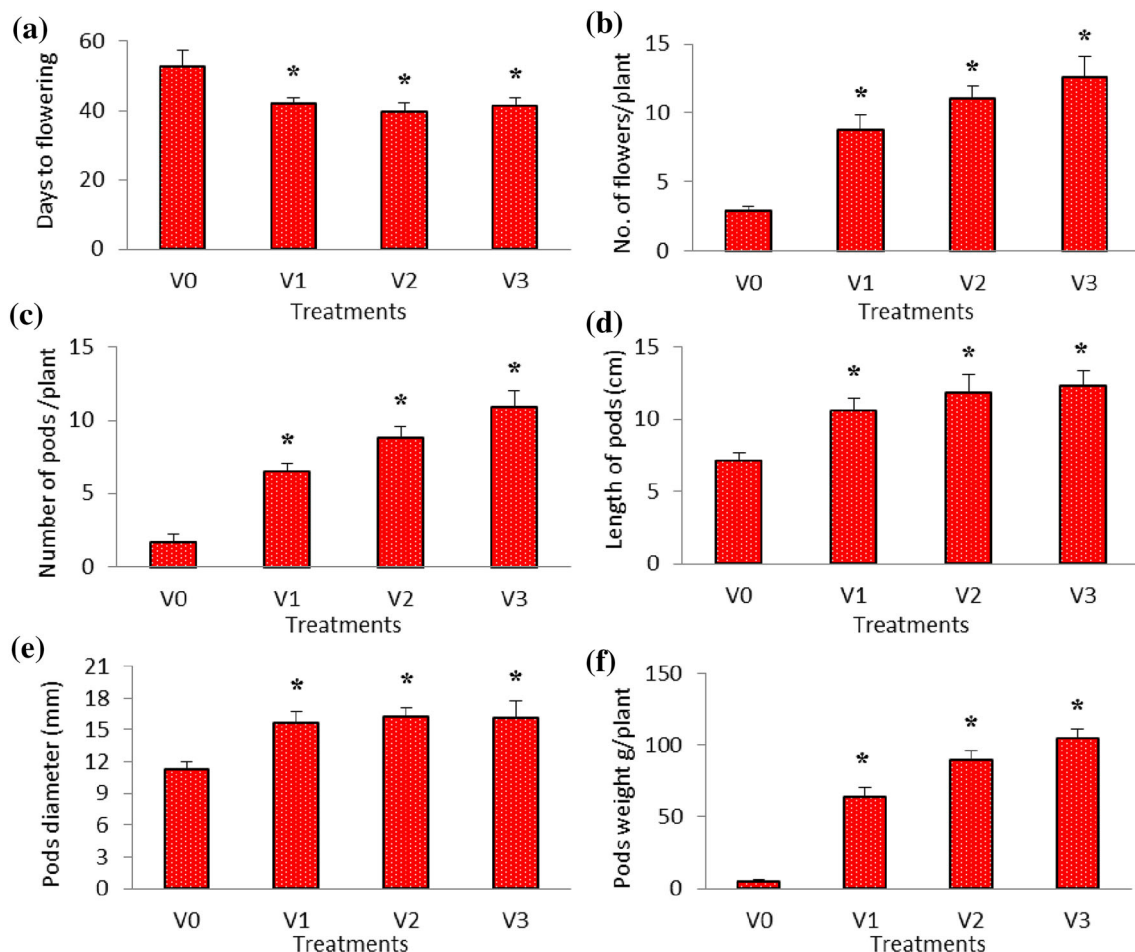 (a)
Days to flowering
60
40
20
0
*
*
*
V0 V1 V2 V3
Treatments
(b)
No. of flowers/plant
15
10
5
0
*
*
*
V0 V1 V2 V3
Treatments
(c)
Number of pods /plant
15
10
5
0
*
*
*
V0 V1 V2 V3
Treatments
(d)
Length of pods (cm)
15
10
5
0
*
*
*
V0 V1 V2 V3
Treatments
(e)
Pods diameter (mm)
21
18
15
12
9
6
3
0
*
*
*
V0 V1 V2 V3
Treatments
(f)
Pods weight g/plant
150
100
50
0
*
*
*
V0 V1 V2 V3
Treatments